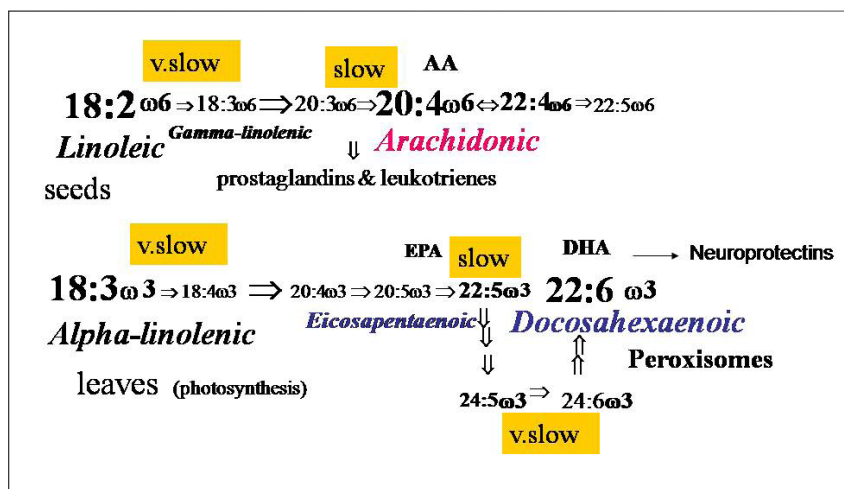 v.slow slow AA
18:2ω6⇒18:3ω6⇒20:3ω6⇒20:4ω6⇔22:4ω6⇒22:5ω6
Linoleic Gamma-linolenic ⇓ Arachidonic
seeds prostaglandins & leukotrienes
v.slow EPA slow DHA → Neuroprotectins
18:3ω3⇒18:4ω3 ⇒ 20:4ω3⇒20:5ω3⇒22:5ω3 22:6 ω3
Alpha-linolenic Eicosapentaenoic⇓ Docosahexaenoic
⇓ ⇑ Peroxisomes
leaves (photosynthesis) ⇓ ⇑
24:5ω3⇒ 24:6ω3
v.slow